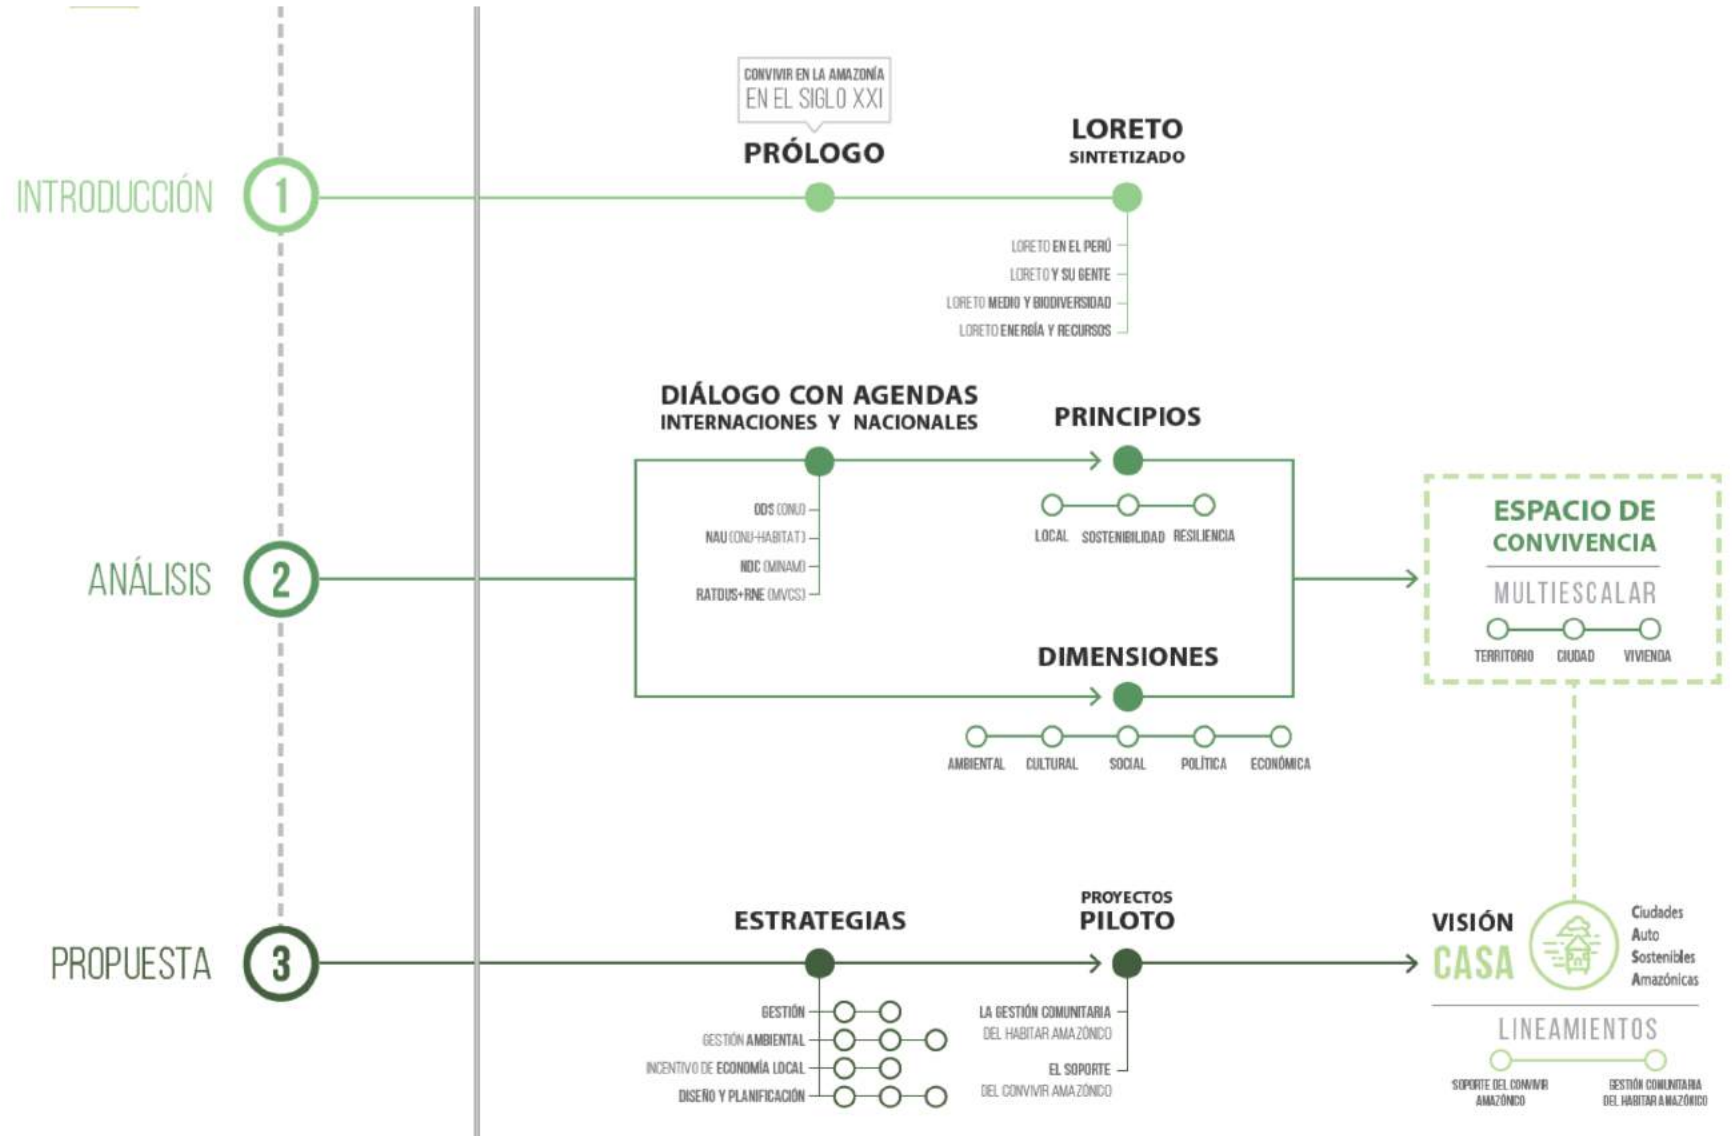 CONVIVIR EN LA AMAZONÍA
EN EL SIGLO XXI
PRÓLOGO
LORETO
SINTETIZADO
INTRODUCCIÓN
1
LORETO EN EL PERÚ
LORETO Y SU GENTE
LORETO MEDIO Y BIODIVERSIDAD
LORETO ENERGÍA Y RECURSOS
DIÁLOGO CON AGENDAS
INTERNACIONES Y NACIONALES
PRINCIPIOS
ODS (ONU)
NAU (ONU-HABITAT)
NDC (MINAM)
RATDUS+RNE (MVCS)
LOCAL SOSTENIBILIDAD RESILIENCIA
ANÁLISIS
2
DIMENSIONES
AMBIENTAL CULTURAL SOCIAL POLÍTICA ECONÓMICA
ESPACIO DE
CONVIVENCIA
MULTIESCALAR
TERRITORIO CIUDAD VIVIENDA
PROPUESTA
3
ESTRATEGIAS
GESTIÓN
GESTIÓN AMBIENTAL
INCENTIVO DE ECONOMÍA LOCAL
DISEÑO Y PLANIFICACIÓN
PROYECTOS
PILOTO
LA GESTIÓN COMUNITARIA
DEL HABITAR AMAZÓNICO
EL SOPORTE
DEL CONVIVIR AMAZÓNICO
VISIÓN
CASA
Ciudades
Auto
Sostenibles
Amazónicas
LINEAMIENTOS
SOPORTE DEL CONVIVIR
AMAZÓNICO
GESTIÓN COMUNITARIA
DEL HABITAR AMAZÓNICO